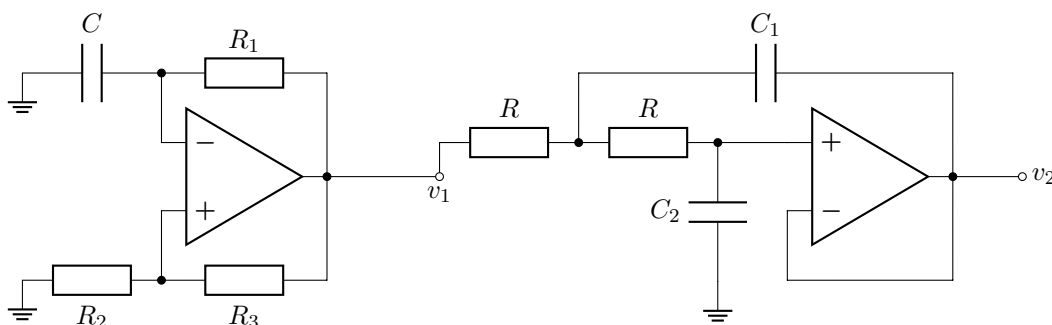 C
R₁
−
+
R₂
R₃
v₁
R
R
C₁
C₂
+
−
v₂